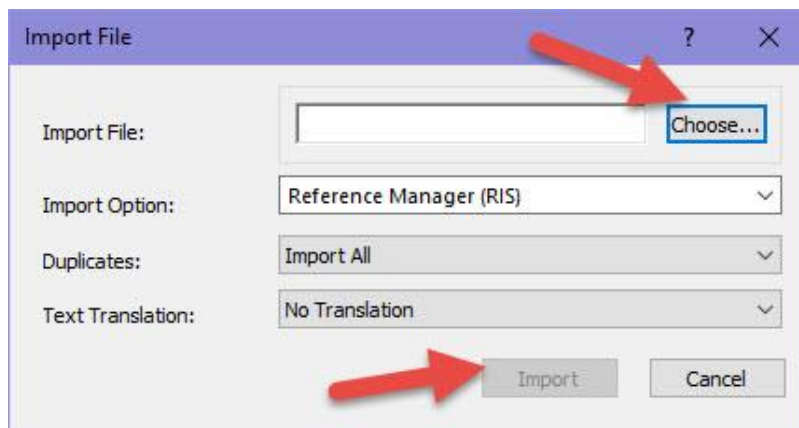 Import File
?
Import File:
Choose...
Import Option:
Reference Manager (RIS)
Duplicates:
Import All
Text Translation:
No Translation
Import
Cancel